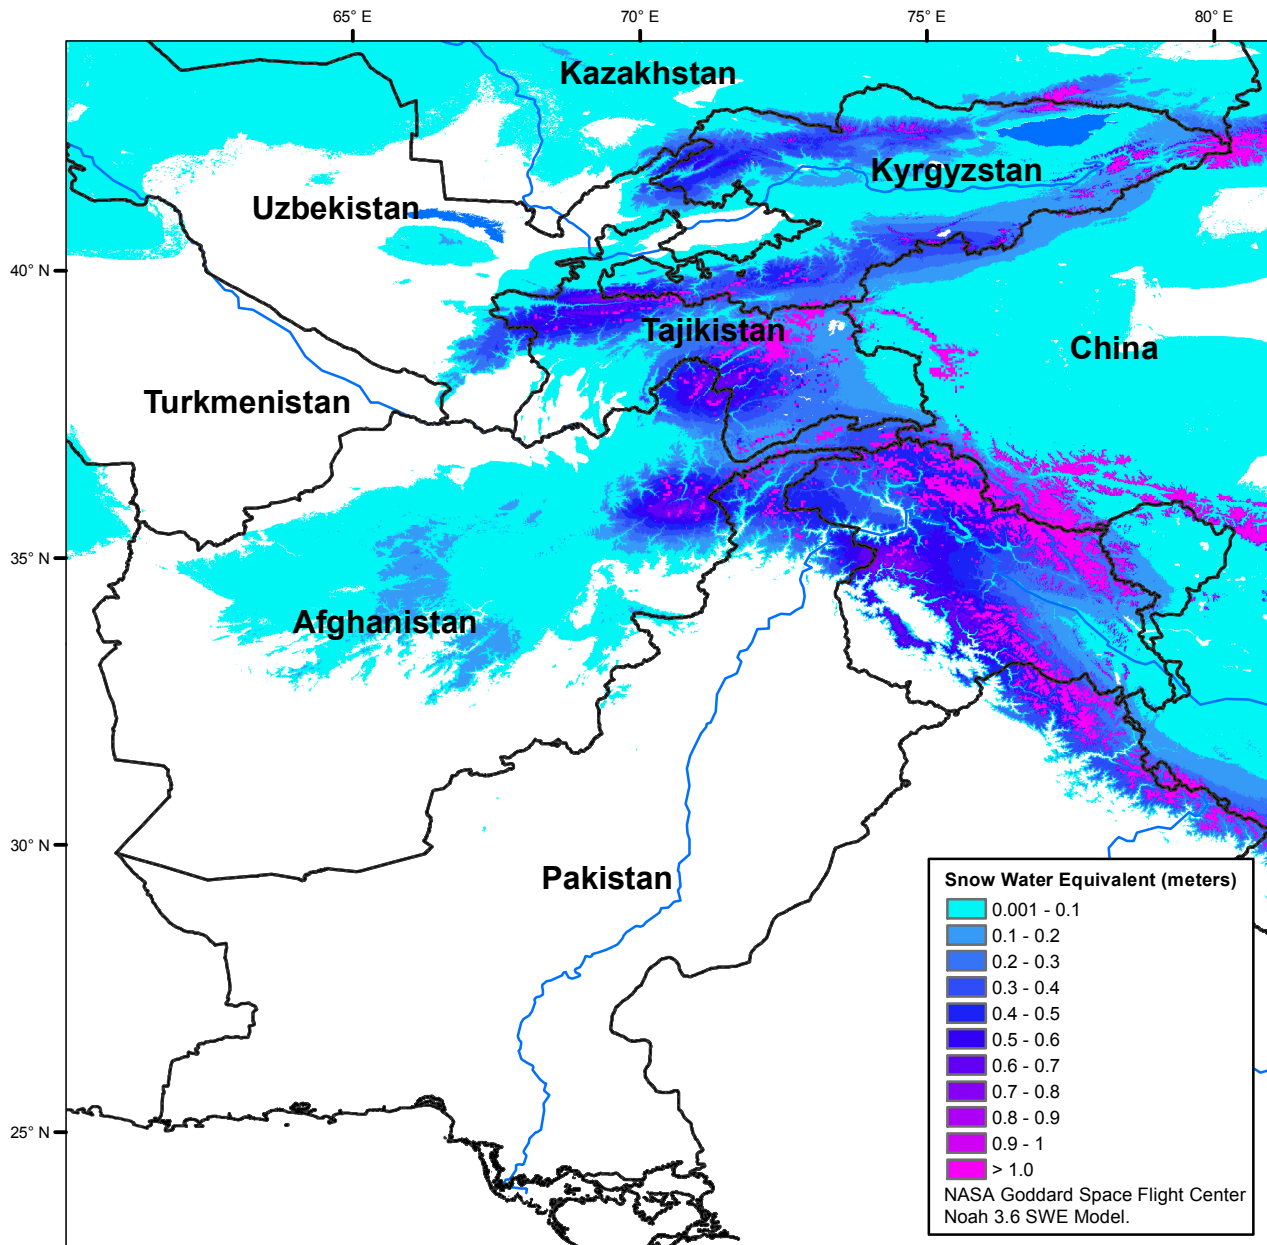 65° E
70° E
75° E
80° E
Kazakhstan
Kyrgyzstan
Uzbekistan
40° N
Tajikistan
China
Turkmenistan
35° N
Afghanistan
30° N
Pakistan
25° N
Snow Water Equivalent (meters)
0.001 - 0.1
0.1 - 0.2
0.2 - 0.3
0.3 - 0.4
0.4 - 0.5
0.5 - 0.6
0.6 - 0.7
0.7 - 0.8
0.8 - 0.9
0.9 - 1
> 1.0
NASA Goddard Space Flight Center
Noah 3.6 SWE Model.